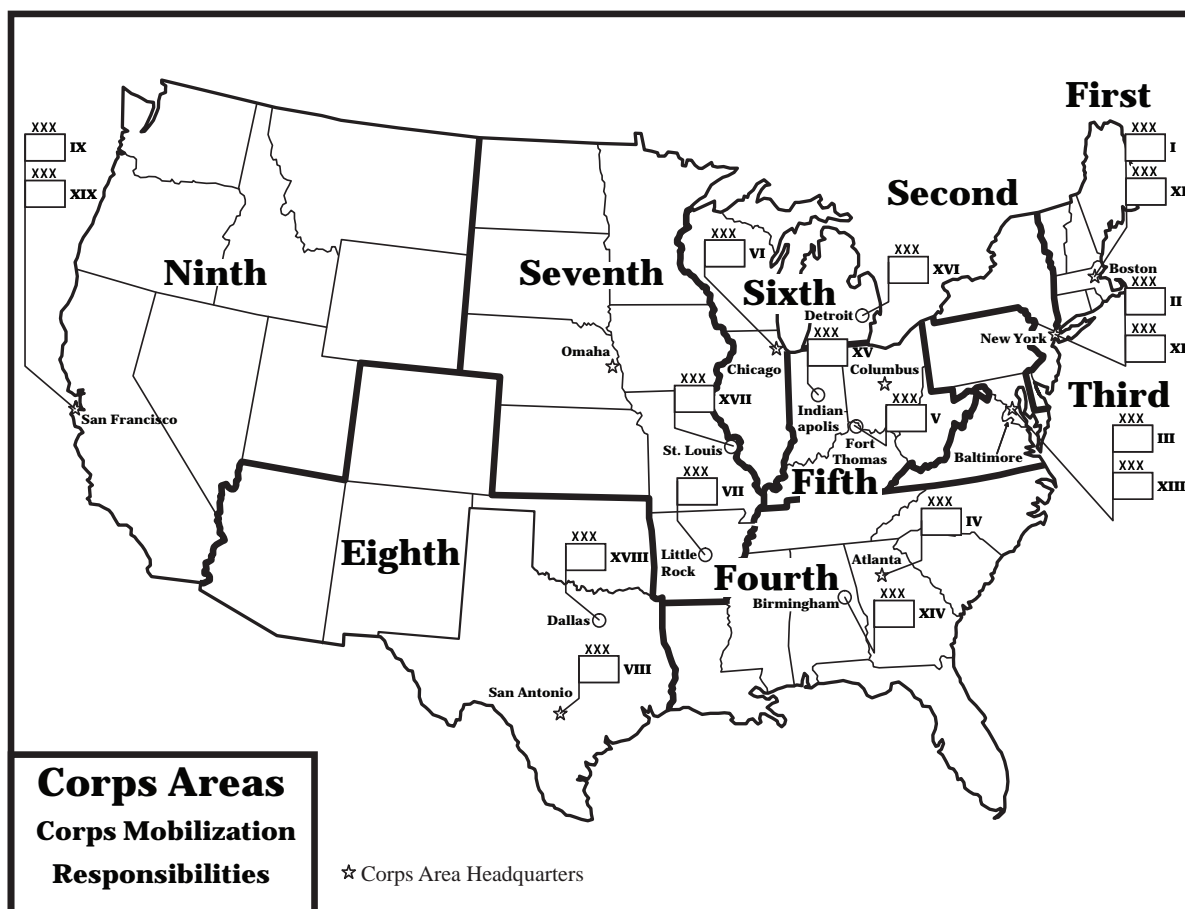 First
XXX
I
XXX
XI
XXX
IX
XXX
XIX
Second
Ninth
Seventh
XXX
VI
Sixth
XXX
XVI
Detroit
Boston
XXX
II
XXX
XI
New York
Omaha
Chicago
XXX
XV
Columbus
San Francisco
XXX
XVII
Indian-
apolis
XXX
V
Fort
Thomas
St. Louis
Baltimore
Third
XXX
III
XXX
XIII
XXX
VII
Fifth
Eighth
XXX
XVIII
Little
Rock
Fourth
XXX
IV
Atlanta
Birmingham
XXX
XIV
Dallas
XXX
VIII
San Antonio
Corps Areas
Corps Mobilization
Responsibilities
Corps Area Headquarters